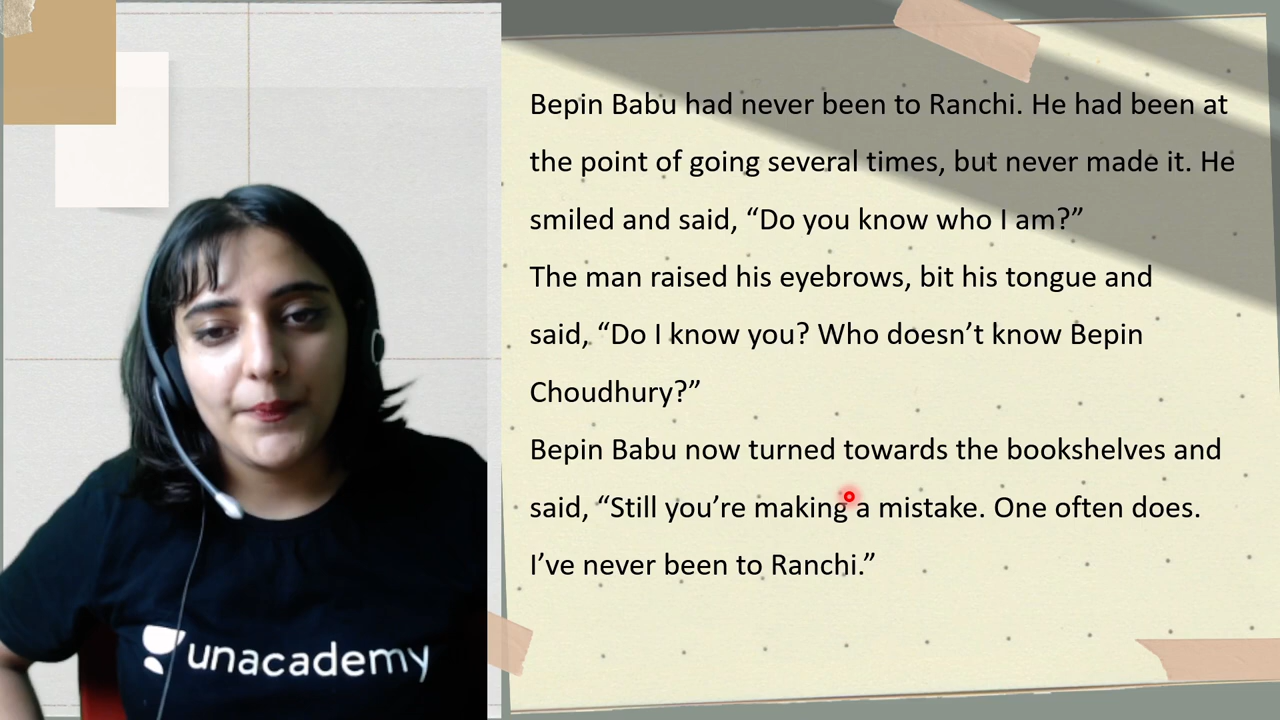 Bepin Babu had never been to Ranchi. He had been at
the point of going several times, but never made it. He
smiled and said, “Do you know who I am?”
The man raised his eyebrows, bit his tongue and
said, “Do I know you? Who doesn’t know Bepin
Choudhury?”
Bepin Babu now turned towards the bookshelves and
said, “Still you’re making a mistake. One often does.
I’ve never been to Ranchi.”
unacademy